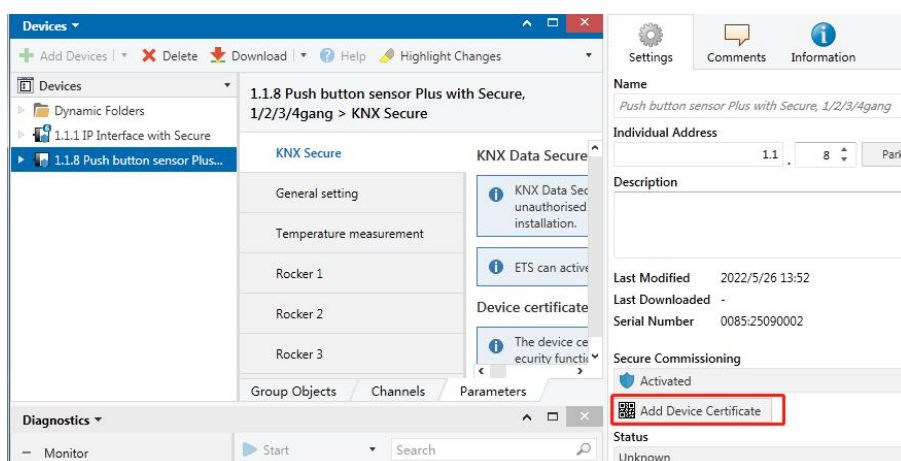 Devices
Add Devices
Delete
Download
Help
Highlight Changes
Devices
Dynamic Folders
1.1.1 IP Interface with Secure
1.1.8 Push button sensor Plus...
1.1.8 Push button sensor Plus with Secure,
1/2/3/4gang > KNX Secure
KNX Secure
General setting
Temperature measurement
Rocker 1
Rocker 2
Rocker 3
KNX Data Secure
KNX Data Sec
unauthorised
installation.
ETS can active
Device certificate
The device ce
ecurity functic
Group Objects
Channels
Parameters
Diagnostics
Monitor
Start
Search
Settings
Comments
Information
Name
Push button sensor Plus with Secure, 1/2/3/4gang
Individual Address
1.1 . 8
Park
Description
Last Modified 2022/5/26 13:52
Last Downloaded -
Serial Number 0085:25090002
Secure Commissioning
Activated
Add Device Certificate
Status
Unknown